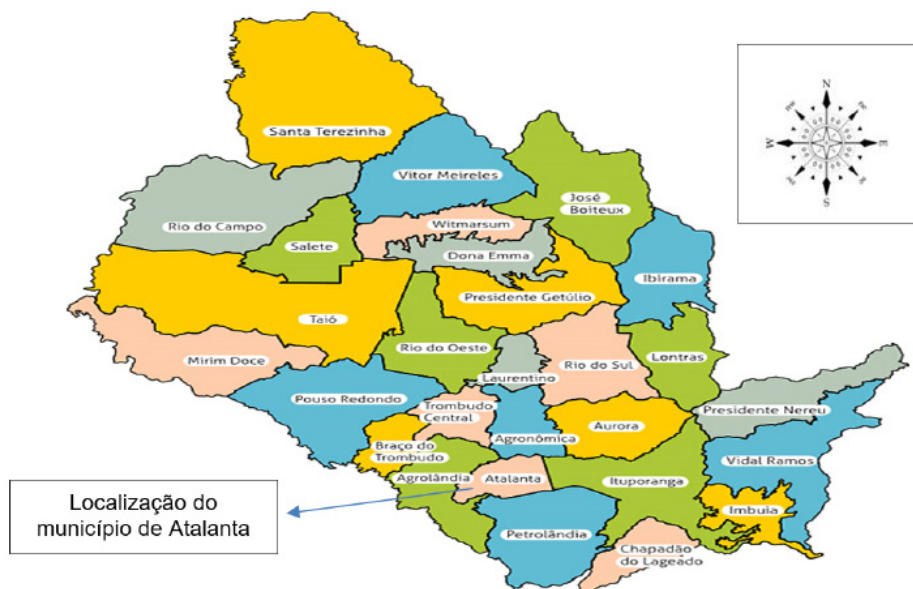 Santa Terezinha
Vitor Meireles
José
Boiteux
Rio do Campo
Witmarsum
Salete
Dona Emma
Ibirama
Presidente Getúlio
Taió
Rio do Oeste
Mirim Doce
Lontras
Rio do Sul
Laurentino
Pouso Redondo
Trombudo
Central
Presidente Nereu
Agronômica
Aurora
Braço do
Trombudo
Vidal Ramos
Agrolândia
Atalanta
Ituporanga
Imbuia
Petrolândia
Chapadão
do Lageado
Localização do
município de Atalanta
N
W
E
S